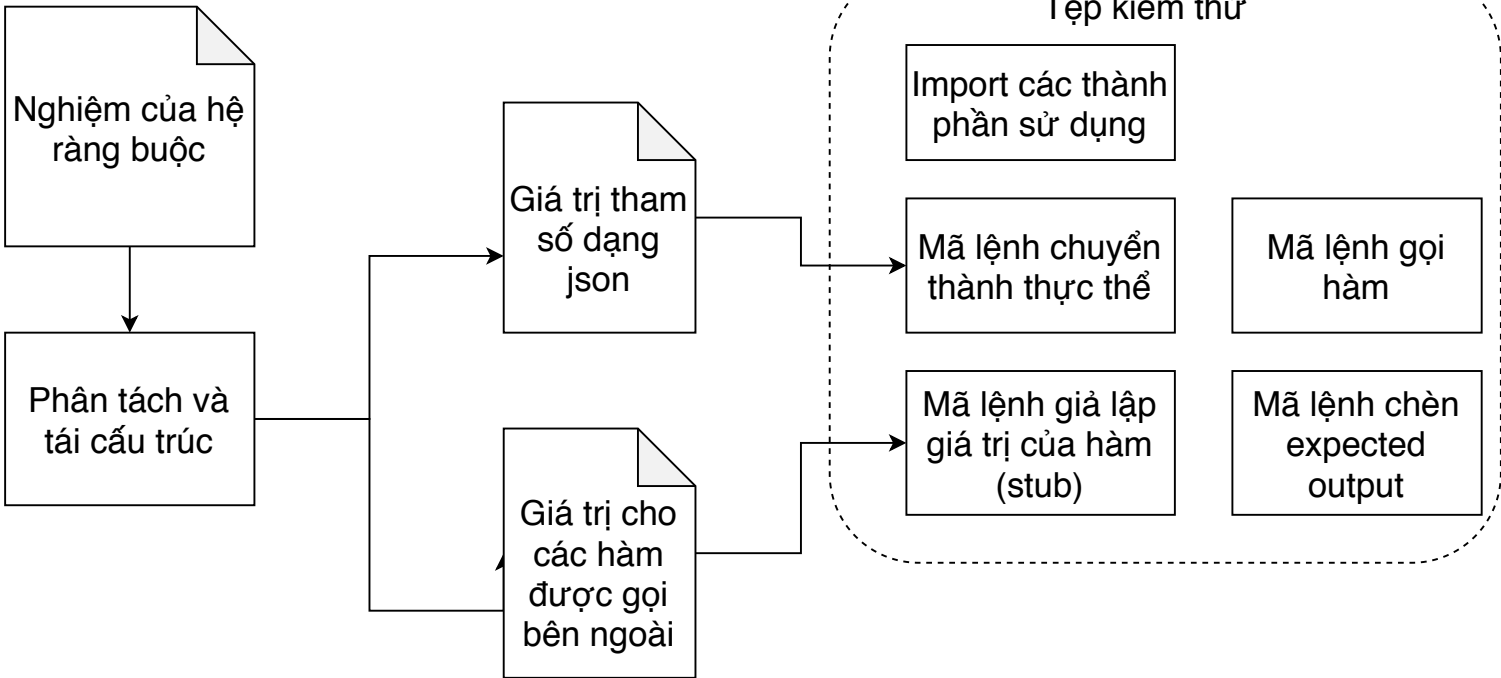 Tệp kiểm thử
Nghiệm của hệ
ràng buộc
Import các thành
phần sử dụng
Giá trị tham
số dạng
json
Mã lệnh chuyển
thành thực thể
Mã lệnh gọi
hàm
Phân tách và
tái cấu trúc
Mã lệnh giả lập
giá trị của hàm
(stub)
Mã lệnh chèn
expected
output
Giá trị cho
các hàm
được gọi
bên ngoài